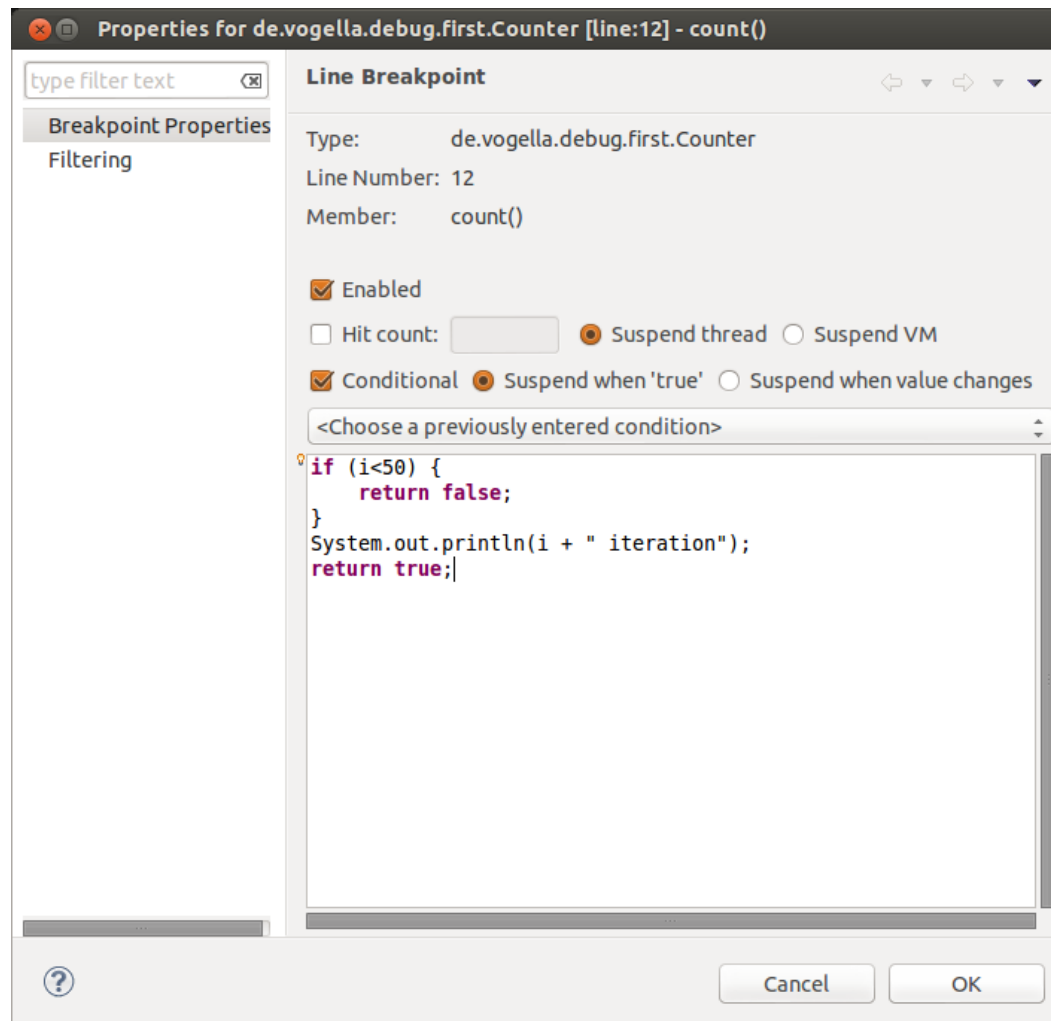 Properties for de.vogella.debug.first.Counter [line:12] - count()
type filter text
Breakpoint Properties
Filtering
Line Breakpoint
Type: de.vogella.debug.first.Counter
Line Number: 12
Member: count()
Enabled
Hit count: Suspend thread Suspend VM
Conditional Suspend when 'true' Suspend when value changes
<Choose a previously entered condition>
if (i<50) {
    return false;
}
System.out.println(i + " iteration");
return true;
Cancel OK